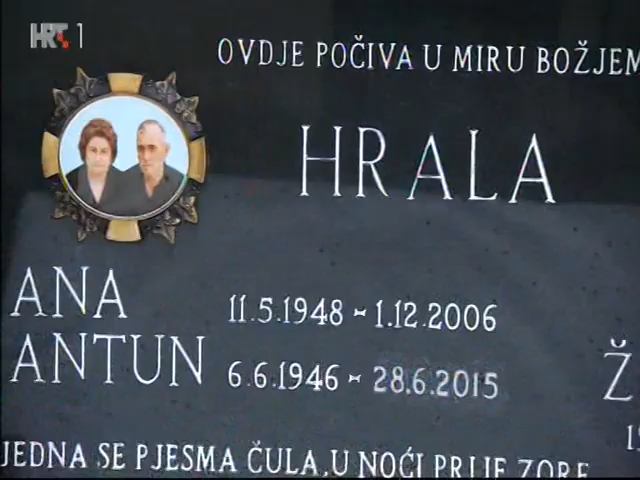 HRT 1
OVDJE POČIVA U MIRU BOŽJEM
HRALA
ANA 11.5.1948 - 1.12.2006
ANTUN 6.6.1946 - 28.6.2015
Ž
JEDNA SE PJESMA ČULA, U NOĆI PRIJE ZORE